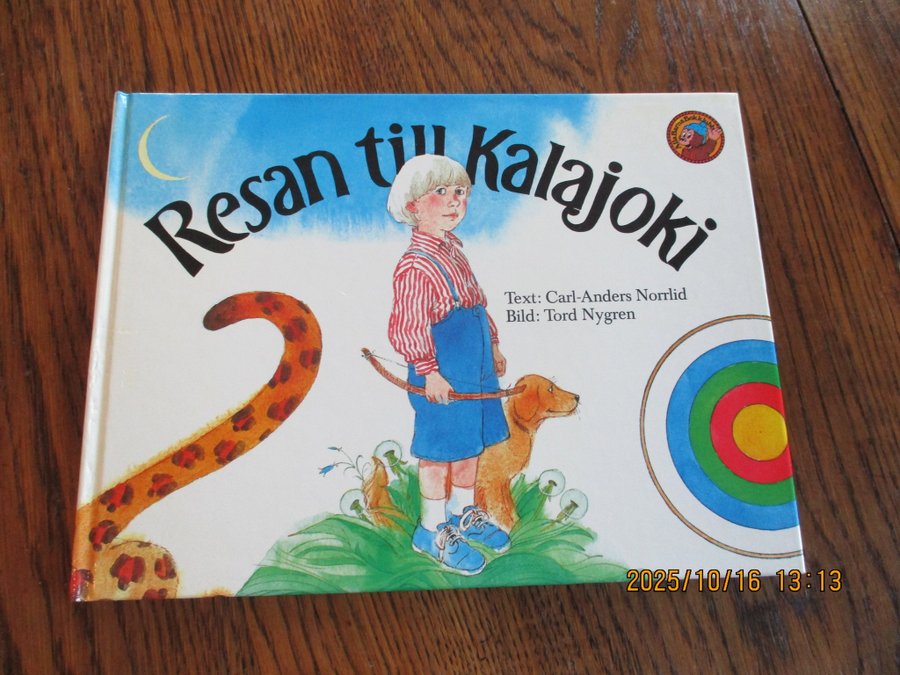 Resan till Kalajoki
Text: Carl-Anders Norrlid
Bild: Tord Nygren
2025/10/16 13:13